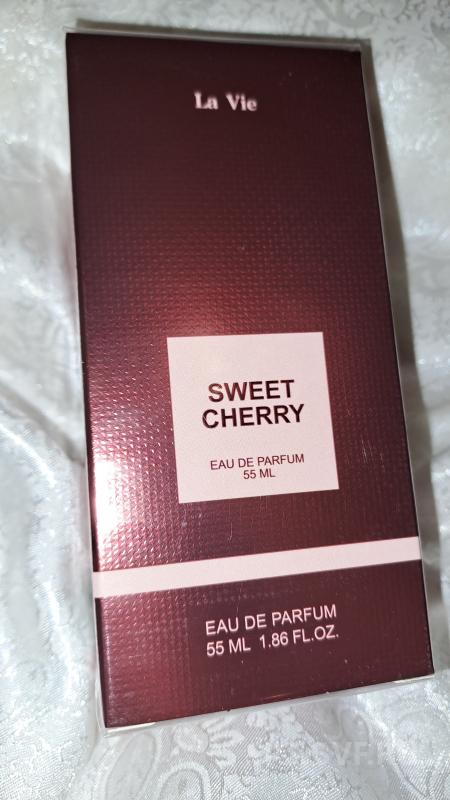 La Vie
SWEET
CHERRY
EAU DE PARFUM
55 ML
EAU DE PARFUM
55 ML 1.86 FL.OZ.